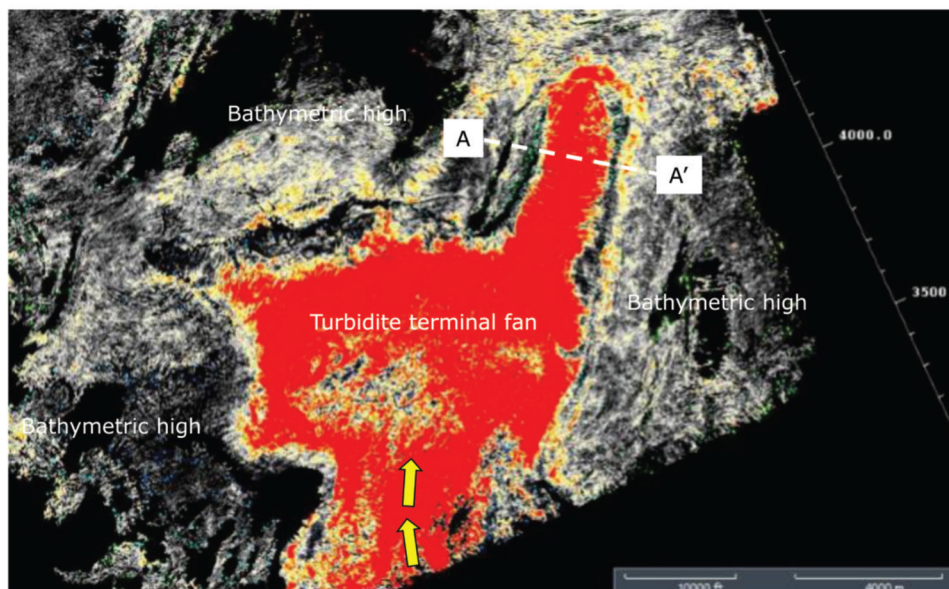 Bathymetric high
A
A'
4000.0
3500
Bathymetric high
Turbidite terminal fan
Bathymetric high
10000 ft
4000 m